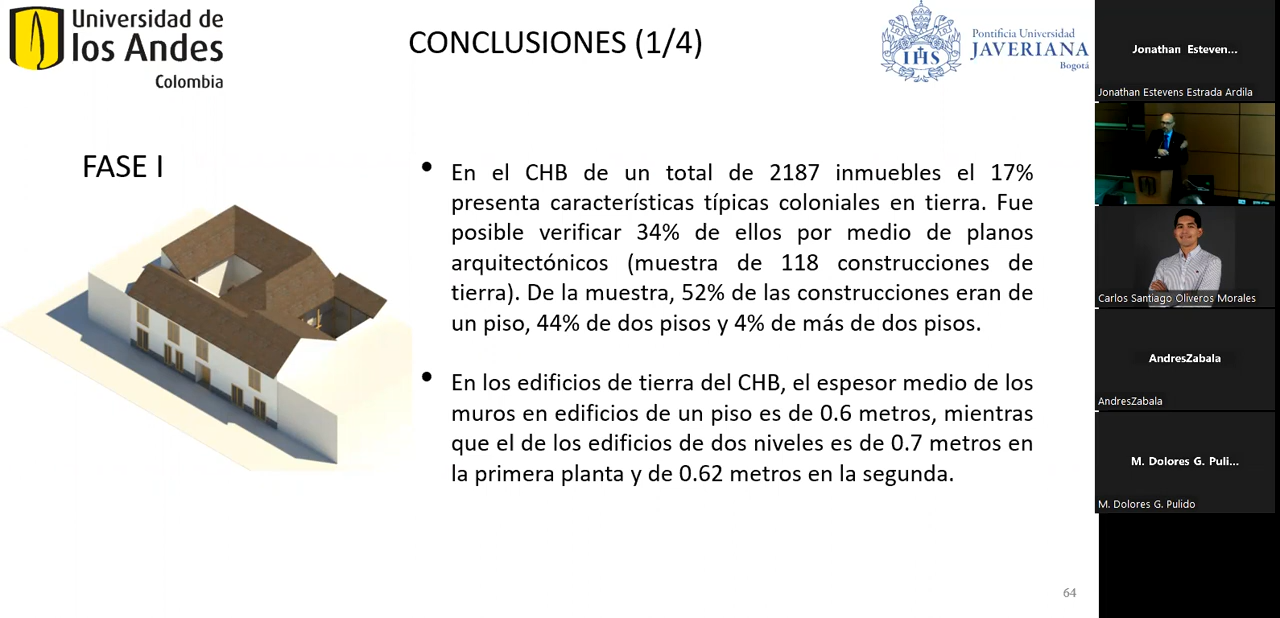 Universidad de
los Andes
Colombia
CONCLUSIONES (1/4)
Pontificia Universidad
JAVERIANA
Bogotá
IHS
FASE I
• En el CHB de un total de 2187 inmuebles el 17%
presenta características típicas coloniales en tierra. Fue
posible verificar 34% de ellos por medio de planos
arquitectónicos (muestra de 118 construcciones de
tierra). De la muestra, 52% de las construcciones eran de
un piso, 44% de dos pisos y 4% de más de dos pisos.
• En los edificios de tierra del CHB, el espesor medio de los
muros en edificios de un piso es de 0.6 metros, mientras
que el de los edificios de dos niveles es de 0.7 metros en
la primera planta y de 0.62 metros en la segunda.
64
Jonathan Esteven...
Jonathan Estevens Estrada Ardila
Carlos Santiago Oliveros Morales
AndresZabala
AndresZabala
M. Dolores G. Puli...
M. Dolores G. Pulido